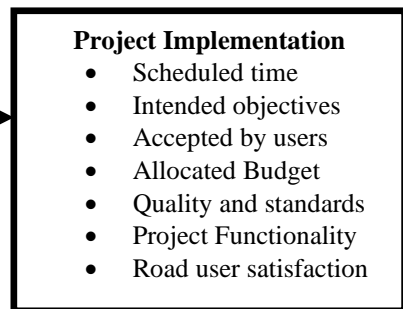 Project Implementation
• Scheduled time
• Intended objectives
• Accepted by users
• Allocated Budget
• Quality and standards
• Project Functionality
• Road user satisfaction